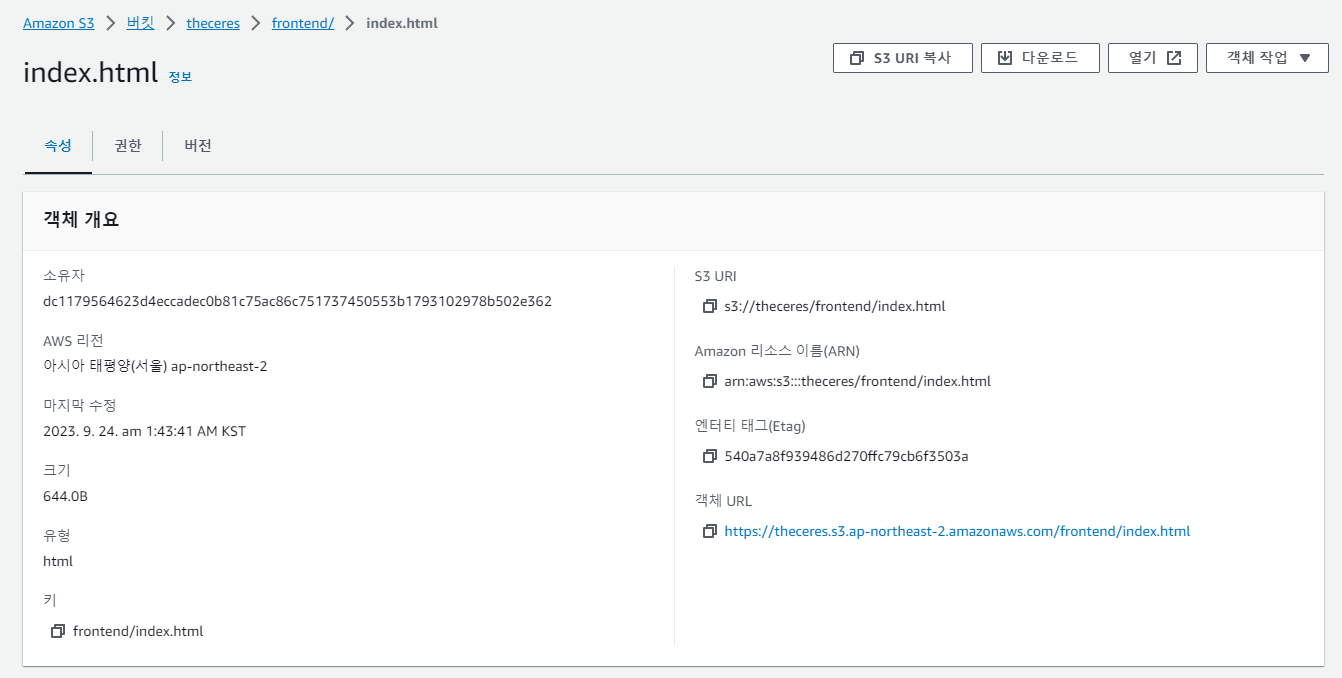 Amazon S3 > 버킷 > theceres > frontend/ > index.html
index.html 정보
S3 URI 복사 다운로드 열기 객체 작업 ▼
속성 권한 버전
객체 개요
소유자
dc1179564623d4eccadec0b81c75ac86c751737450553b1793102978b502e362
AWS 리전
아시아 태평양(서울) ap-northeast-2
마지막 수정
2023. 9. 24. am 1:43:41 AM KST
크기
644.0B
유형
html
키
frontend/index.html
S3 URI
s3://theceres/frontend/index.html
Amazon 리소스 이름(ARN)
arn:aws:s3:::theceres/frontend/index.html
엔터티 태그(Etag)
540a7a8f939486d270ffc79cb6f3503a
객체 URL
https://theceres.s3.ap-northeast-2.amazonaws.com/frontend/index.html